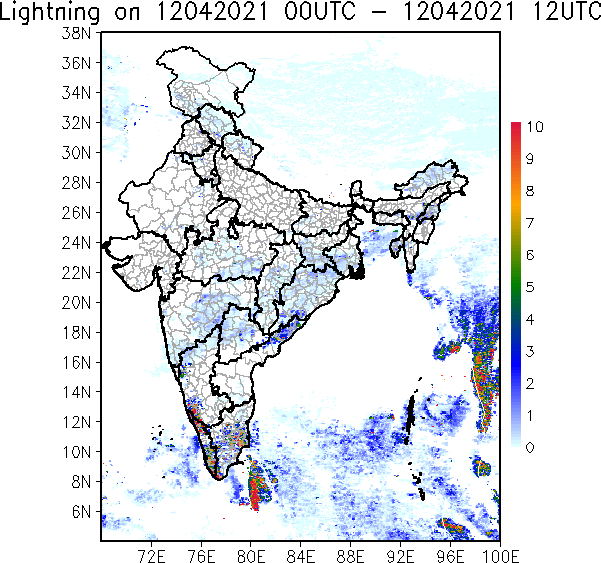 Lightning on 12042021 00UTC – 12042021 12UTC
38N
36N
34N
32N
30N
28N
26N
24N
22N
20N
18N
16N
14N
12N
10N
8N
6N
72E 76E 80E 84E 88E 92E 96E 100E
10
9
8
7
6
5
4
3
2
1
0